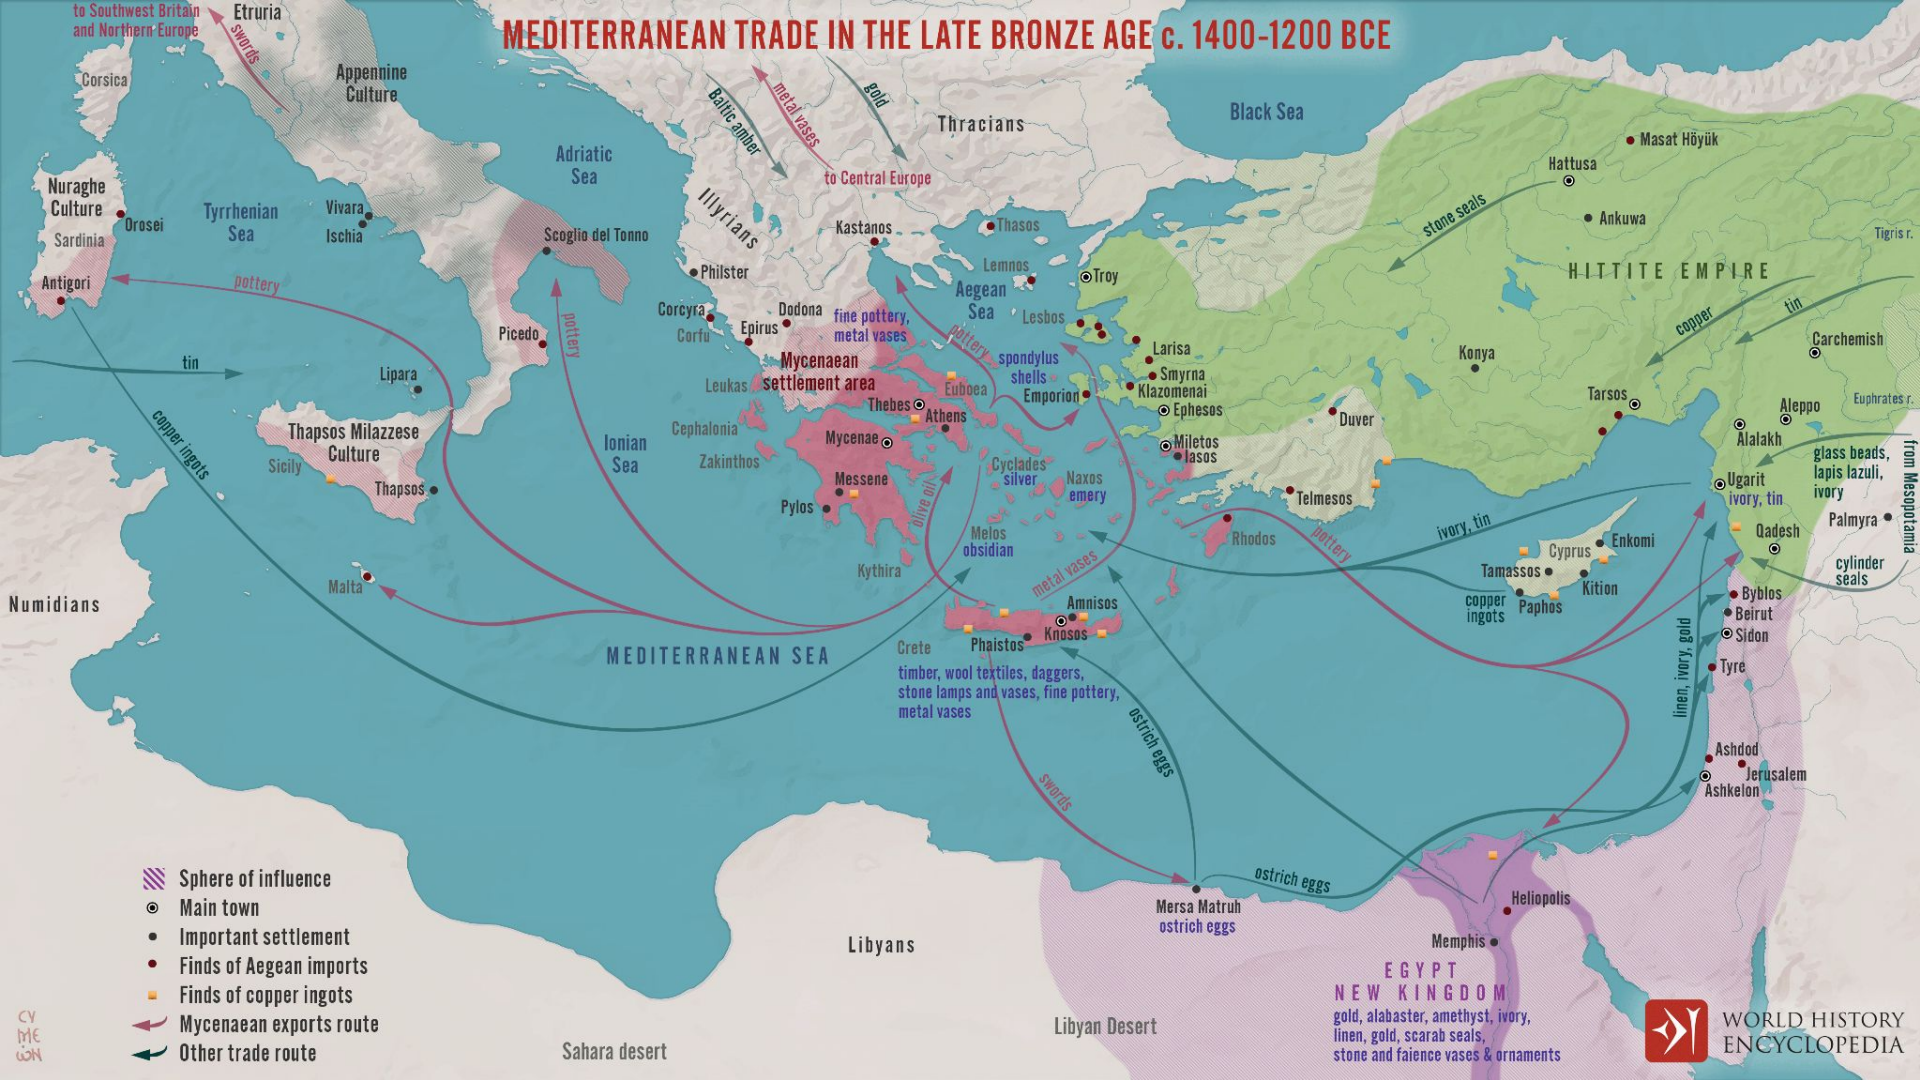 MEDITERRANEAN TRADE IN THE LATE BRONZE AGE c. 1400-1200 BCE
to Southwest Britain
and Northern Europe
Etruria
swords
Corsica
Appennine
Culture
Adriatic
Sea
Baltic amber
metal vases
gold
to Central Europe
Thracians
Black Sea
Masat Höyük
Hattusa
Ankuwa
stone seals
Tigris r.
HITTITE EMPIRE
Nuraghe
Culture
Orosei
Sardinia
Antigori
Tyrrhenian
Sea
Vivara
Ischia
Scoglio del Tonno
Illyrians
Kastanos
Thasos
Philster
Lemnos
Troy
Aegean
Sea
pottery
Corcyra
Corfu
Dodona
Epirus
fine pottery,
metal vases
Lesbos
pottery
copper
tin
Carchemish
Picedo
pottery
Mycenaean
settlement area
spondylus
shells
Larisa
Smyrna
Klazomenai
Ephesos
Konya
tin
Lipara
Leukas
Euboea
Emporion
Tarsos
Euphrates r.
Aleppo
Thebes
Athens
Duver
Alalakh
copper ingots
Thapsos Milazzese
Culture
Sicily
Thapsos
Ionian
Sea
Cephalonia
Zakinthos
Mycenae
Miletos
Iasos
glass beads,
lapis lazuli,
ivory
from Mesopotamia
Messene
Pylos
olive oil
Cyclades
silver
Naxos
emery
Telmesos
Ugarit
ivory, tin
Palmyra
Qadesh
Melos
obsidian
Rhodos
pottery
ivory, tin
Enkomi
Cyprus
Tamassos
Kition
Paphos
copper
ingots
cylinder
seals
Malta
Kythira
metal vases
Numidians
Amnisos
Knosos
Phaistos
Crete
Byblos
Beirut
Sidon
Tyre
linen, ivory, gold
MEDITERRANEAN SEA
timber, wool textiles, daggers,
stone lamps and vases, fine pottery,
metal vases
ostrich eggs
swords
Ashdod
Jerusalem
Ashkelon
ostrich eggs
Mersa Matruh
ostrich eggs
Heliopolis
Memphis
Libyans
EGYPT
NEW KINGDOM
gold, alabaster, amethyst, ivory,
linen, gold, scarab seals,
stone and faience vases & ornaments
Libyan Desert
Sahara desert
Sphere of influence
Main town
Important settlement
Finds of Aegean imports
Finds of copper ingots
Mycenaean exports route
Other trade route
WORLD HISTORY
ENCYCLOPEDIA